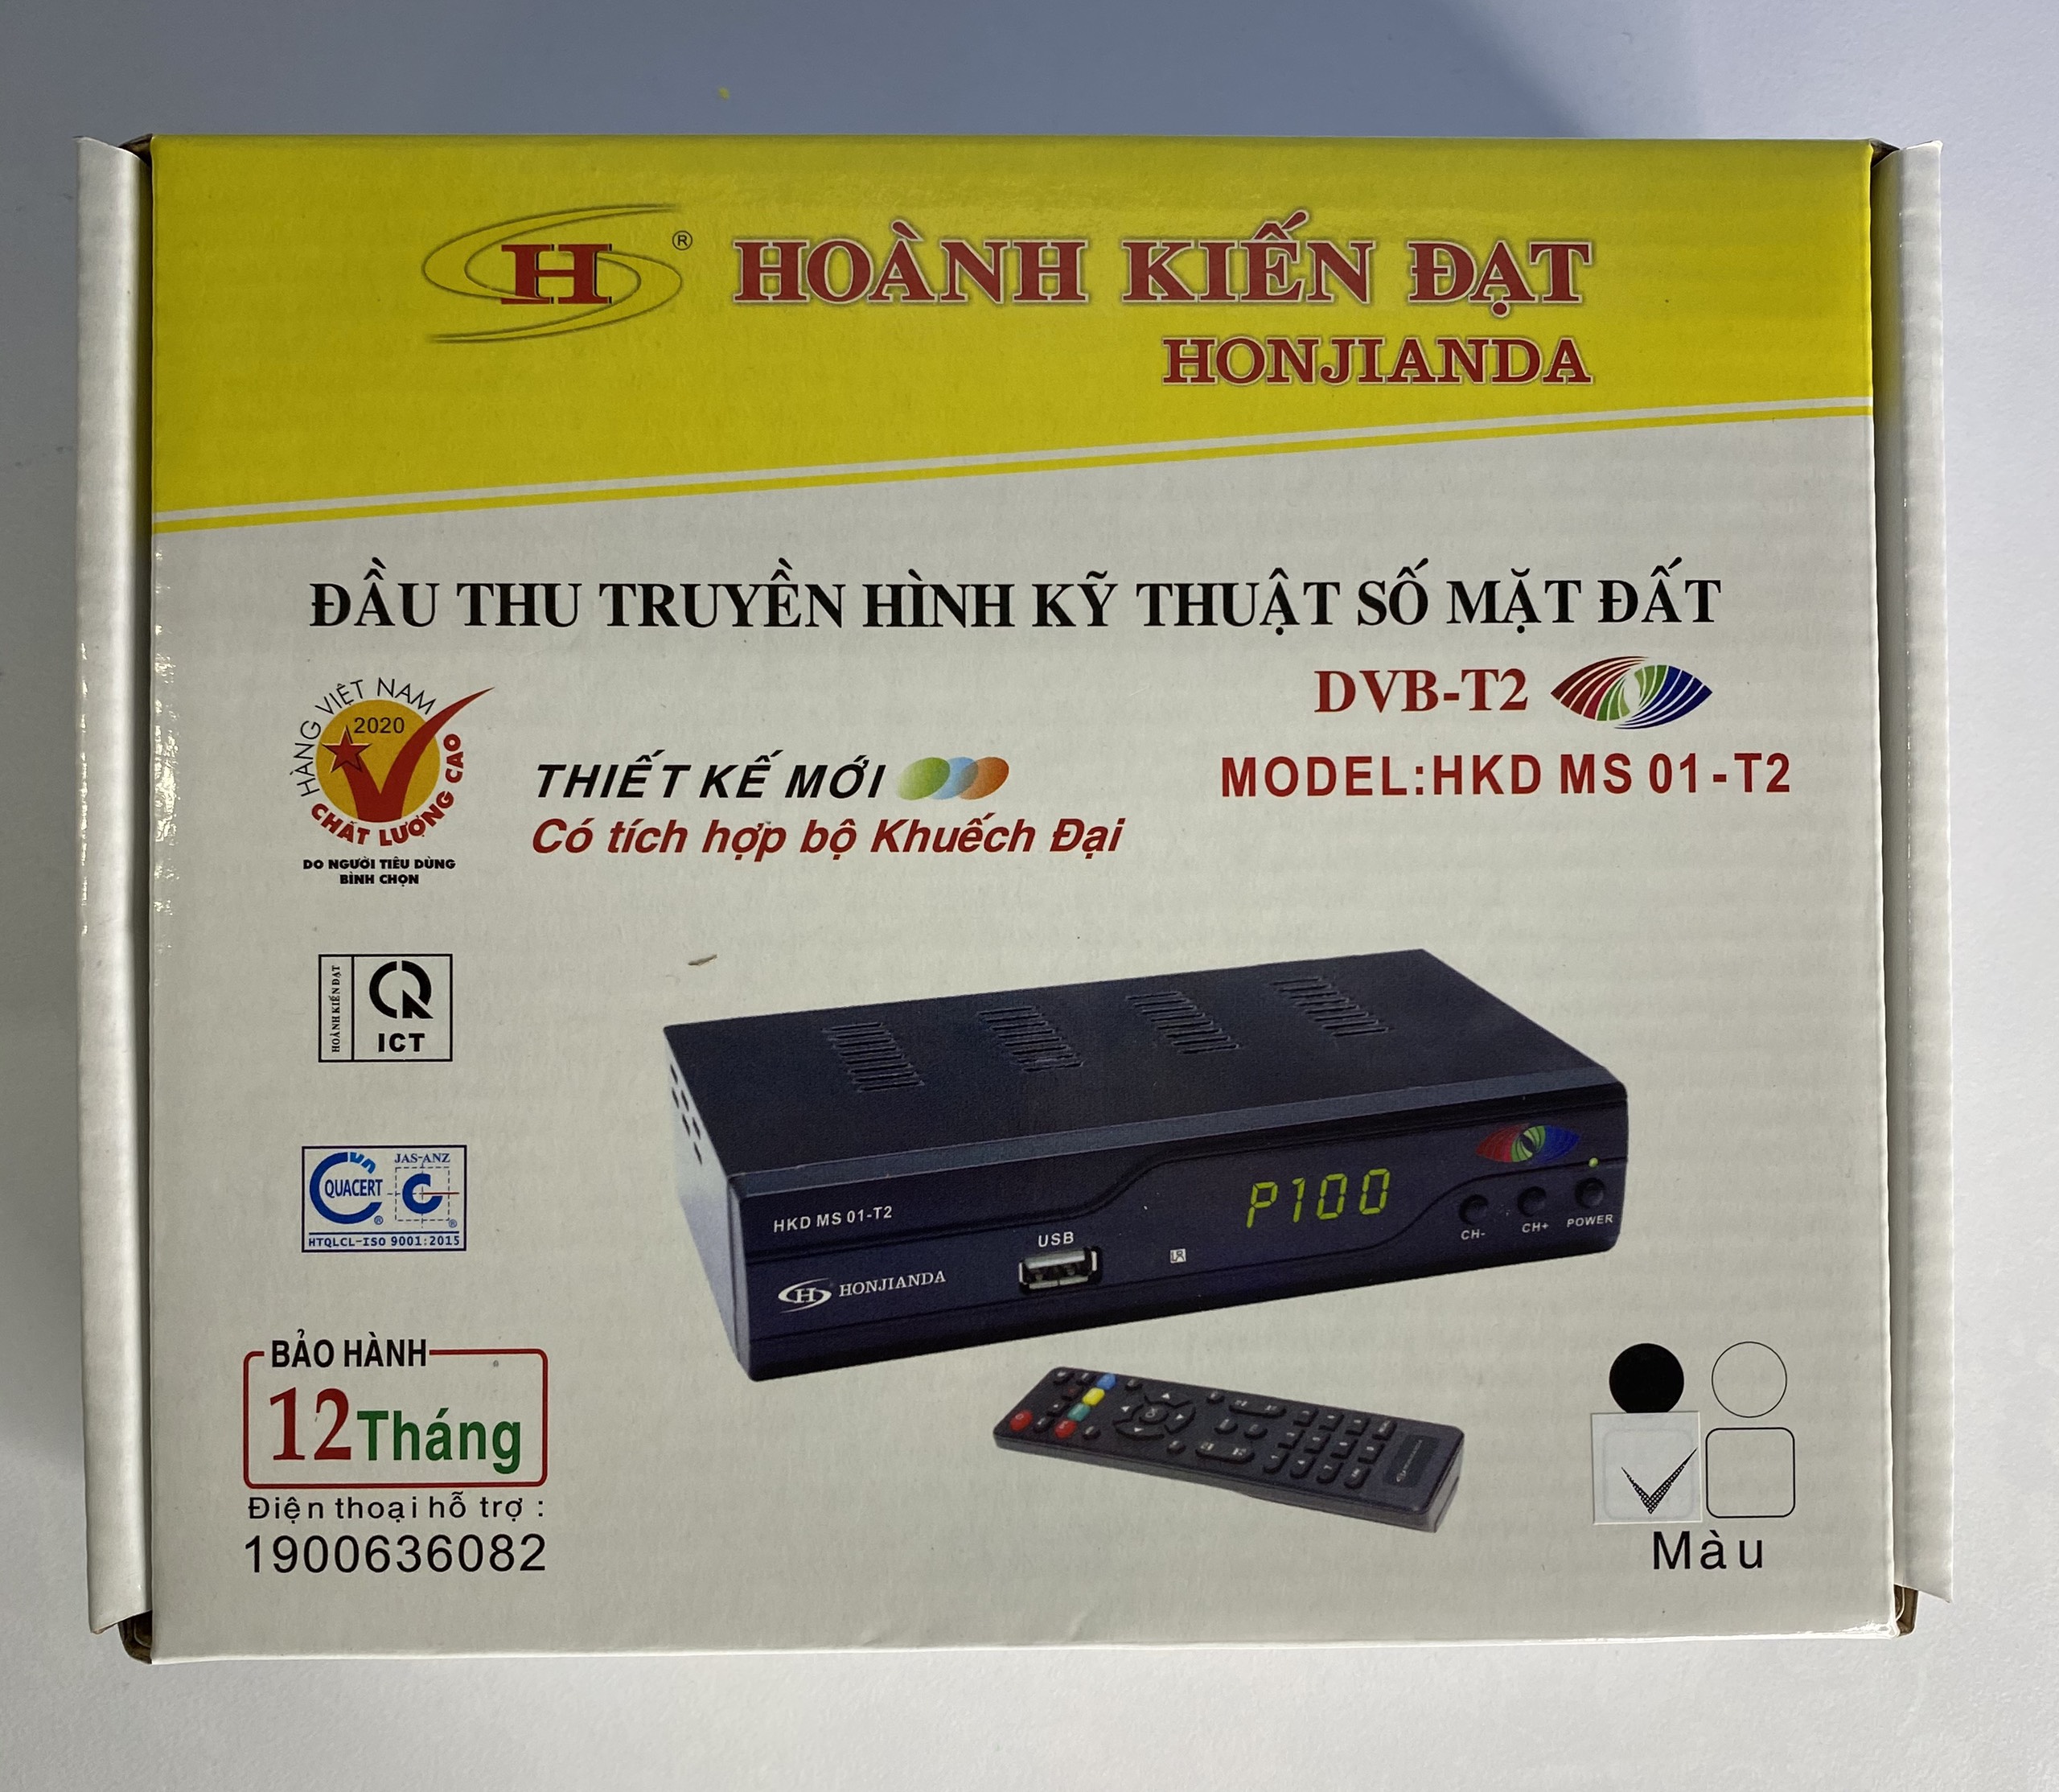 H ® HOÀNH KIẾN ĐẠT
HONJIANDA
ĐẦU THU TRUYỀN HÌNH KỸ THUẬT SỐ MẶT ĐẤT
DVB-T2
MODEL:HKD MS 01-T2
HÀNG VIỆT NAM
2020
CHẤT LƯỢNG CAO
DO NGƯỜI TIÊU DÙNG
BÌNH CHỌN
THIẾT KẾ MỚI
Có tích hợp bộ Khuếch Đại
HOÀNH KIẾN ĐẠT
ICT
QUACERT ®
JAS-ANZ
®
HTQLCL-ISO 9001:2015
HKD MS 01-T2
USB
P100
CH-
CH+
POWER
H HONJIANDA
BẢO HÀNH
12 Tháng
Điện thoại hỗ trợ :
1900636082
Màu